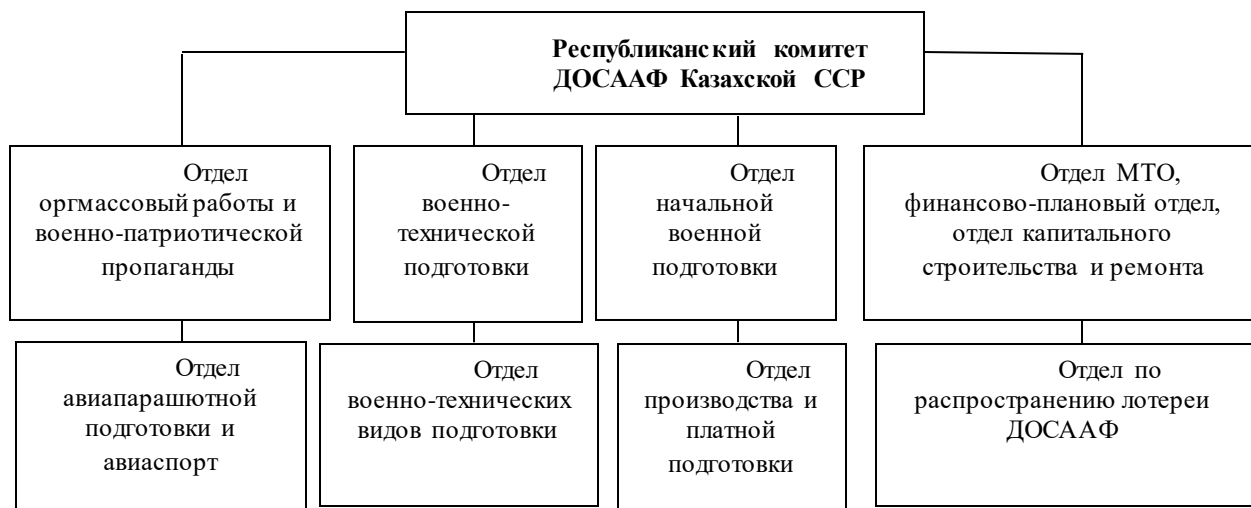 Республиканский комитет
ДОСААФ Казахской ССР
Отдел
оргмассовый работы и
военно-патриотической
пропаганды
Отдел
военно-
технической
подготовки
Отдел
начальной
военной
подготовки
Отдел МТО,
финансово-плановый отдел,
отдел капитального
строительства и ремонта
Отдел
авиапарашютной
подготовки и
авиаспорт
Отдел
военно-технических
видов подготовки
Отдел
производства и
платной
подготовки
Отдел по
распространению лотереи
ДОСААФ